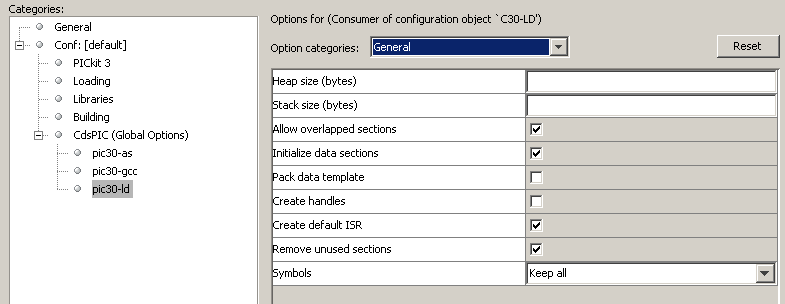 Categories:
General
Conf: [default]
PICkit 3
Loading
Libraries
Building
CdsPIC (Global Options)
pic30-as
pic30-gcc
pic30-ld
Options for (Consumer of configuration object `C30-LD')
Option categories: General Reset
Heap size (bytes)
Stack size (bytes)
Allow overlapped sections
Initialize data sections
Pack data template
Create handles
Create default ISR
Remove unused sections
Symbols Keep all